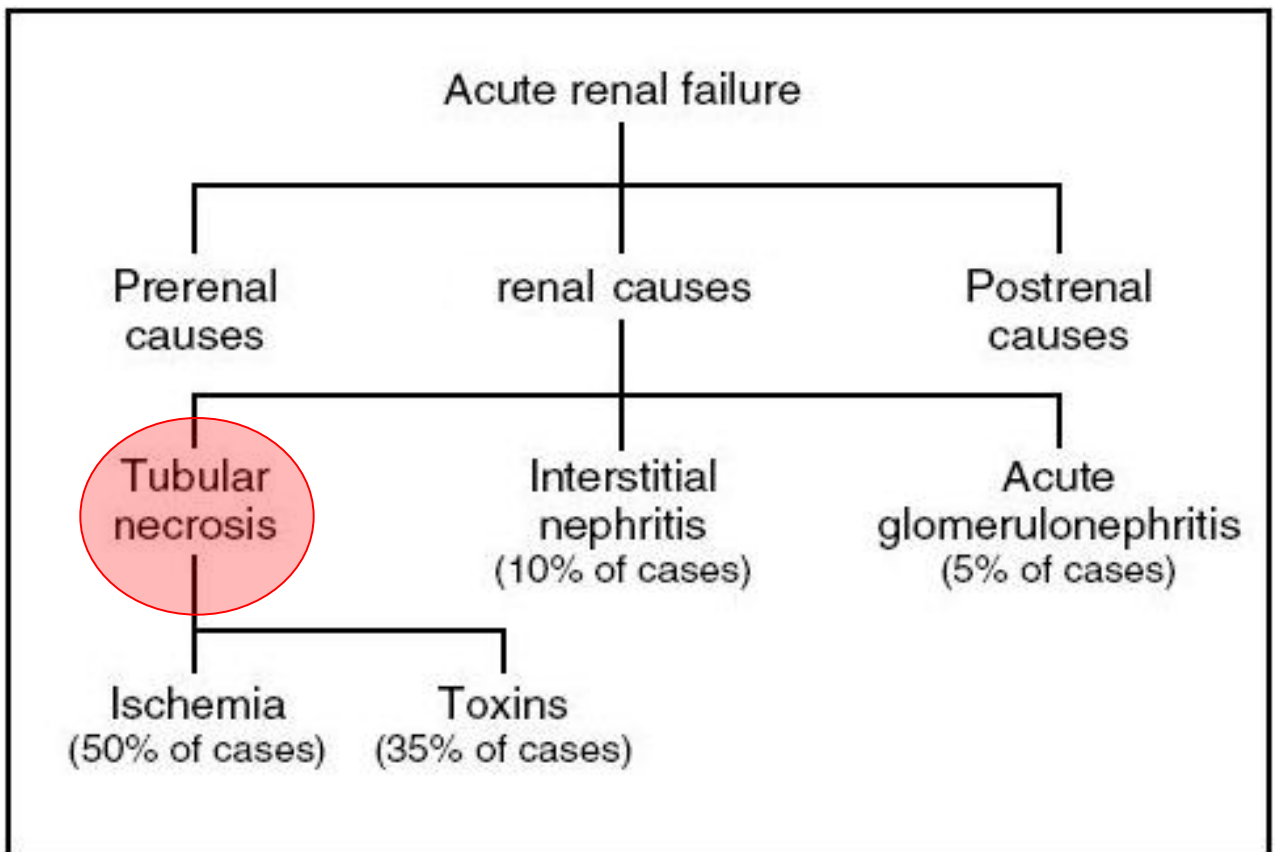 Acute renal failure
Prerenal
causes
renal causes
Postrenal
causes
Tubular
necrosis
Interstitial
nephritis
(10% of cases)
Acute
glomerulonephritis
(5% of cases)
Ischemia
(50% of cases)
Toxins
(35% of cases)